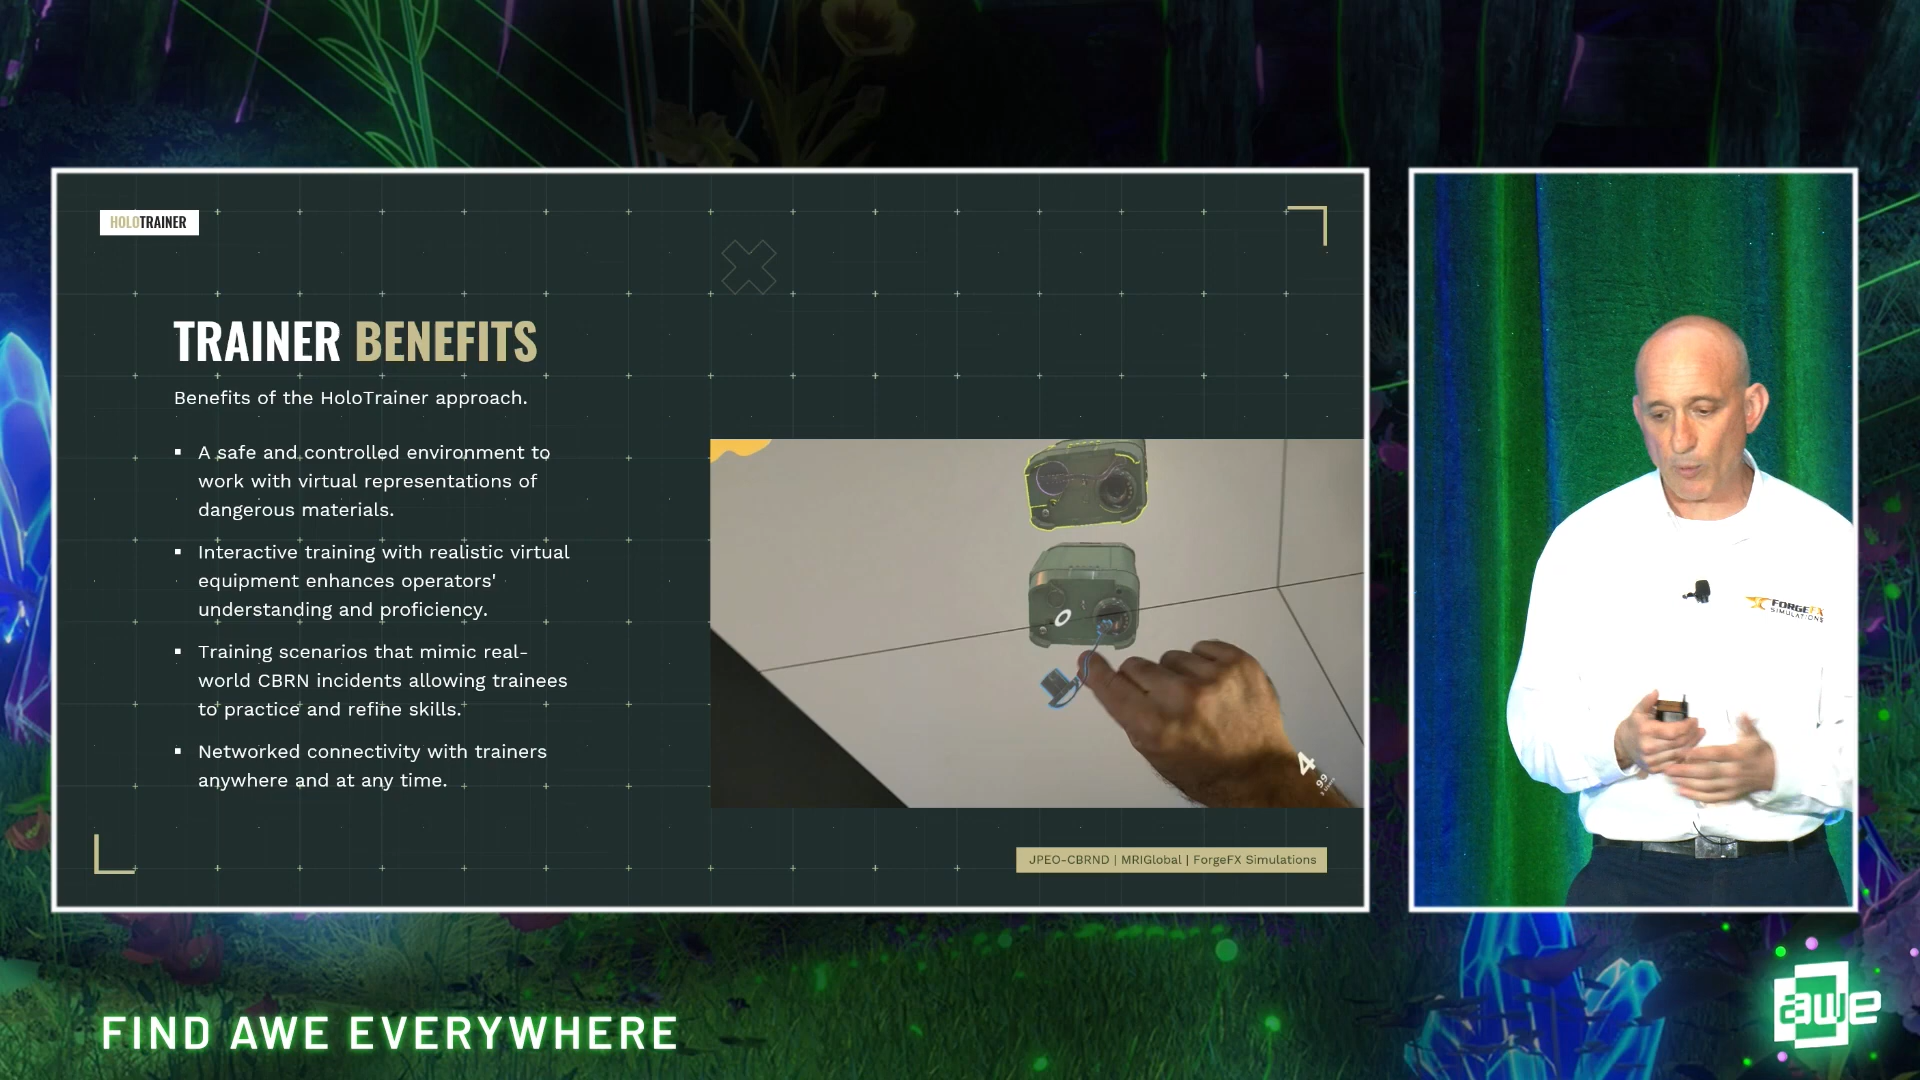 HOLOTRAINER
TRAINER BENEFITS
Benefits of the HoloTrainer approach.
▪ A safe and controlled environment to
work with virtual representations of
dangerous materials.
▪ Interactive training with realistic virtual
equipment enhances operators'
understanding and proficiency.
▪ Training scenarios that mimic real-
world CBRN incidents allowing trainees
to practice and refine skills.
▪ Networked connectivity with trainers
anywhere and at any time.
4
99
JPEO-CBRND | MRIGlobal | ForgeFX Simulations
FORGEFX
SIMULATIONS
FIND AWE EVERYWHERE
awe